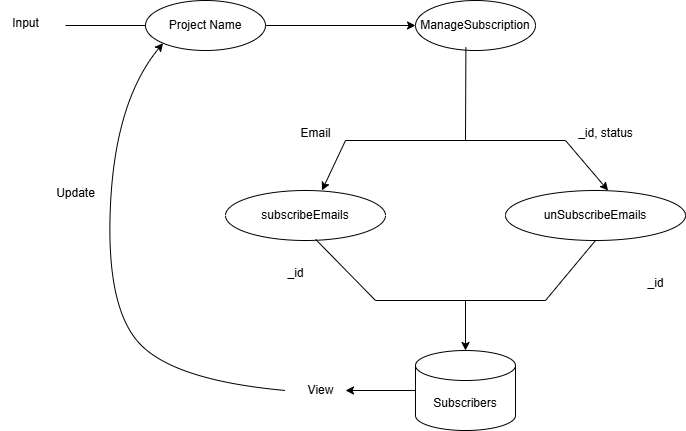 Input
Project Name
ManageSubscription
Email
_id, status
Update
subscribeEmails
unSubscribeEmails
_id
_id
View
Subscribers